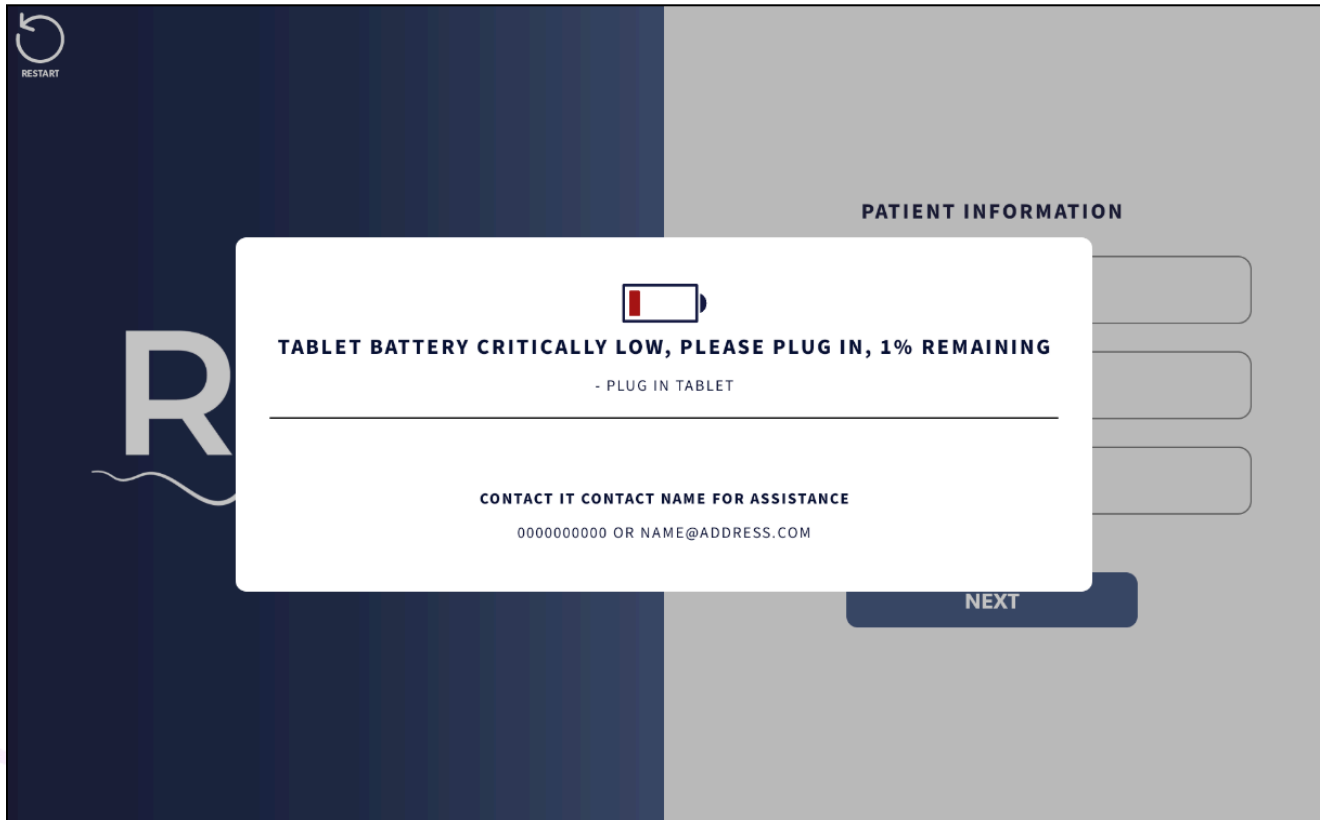 RESTART
PATIENT INFORMATION
R
TABLET BATTERY CRITICALLY LOW, PLEASE PLUG IN, 1% REMAINING
- PLUG IN TABLET
CONTACT IT CONTACT NAME FOR ASSISTANCE
0000000000 OR NAME@ADDRESS.COM
NEXT